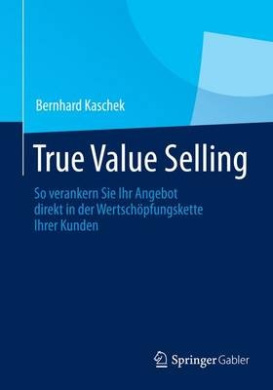 Bernhard Kaschek
True Value Selling
So verankern Sie Ihr Angebot
direkt in der Wertschöpfungskette
Ihrer Kunden
Springer Gabler